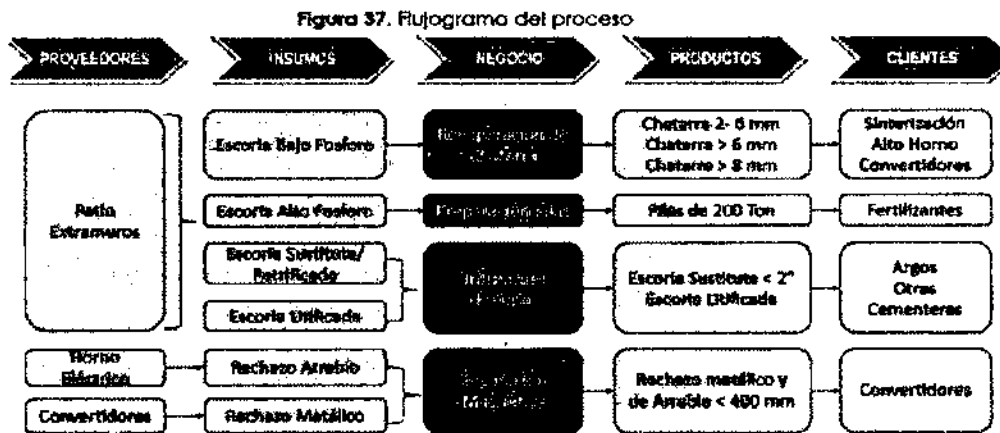 Figura 37. Flujograma del proceso
PROVEEDORES
INSUMOS
NEGOCIO
PRODUCTOS
CLIENTES
Patio
Extramuros
Escoria Bajo Fosforo
Chatarra 2- 6 mm
Chatarra > 6 mm
Chatarra > 8 mm
Sinterización
Alto Horno
Convertidores
Escoria Alto Fosforo
Pilas de 200 Ton
Fertilizantes
Escoria Sustituta/
Petrificada
Escoria Utificada
Escoria Sustituta < 2"
Escoria Utificada
Argos
Otras
Cementeras
Horno
Eléctrico
Rechazo Arrabio
Convertidores
Rechazo Metálico
Rechazo metálico y
de Arrabio < 400 mm
Convertidores